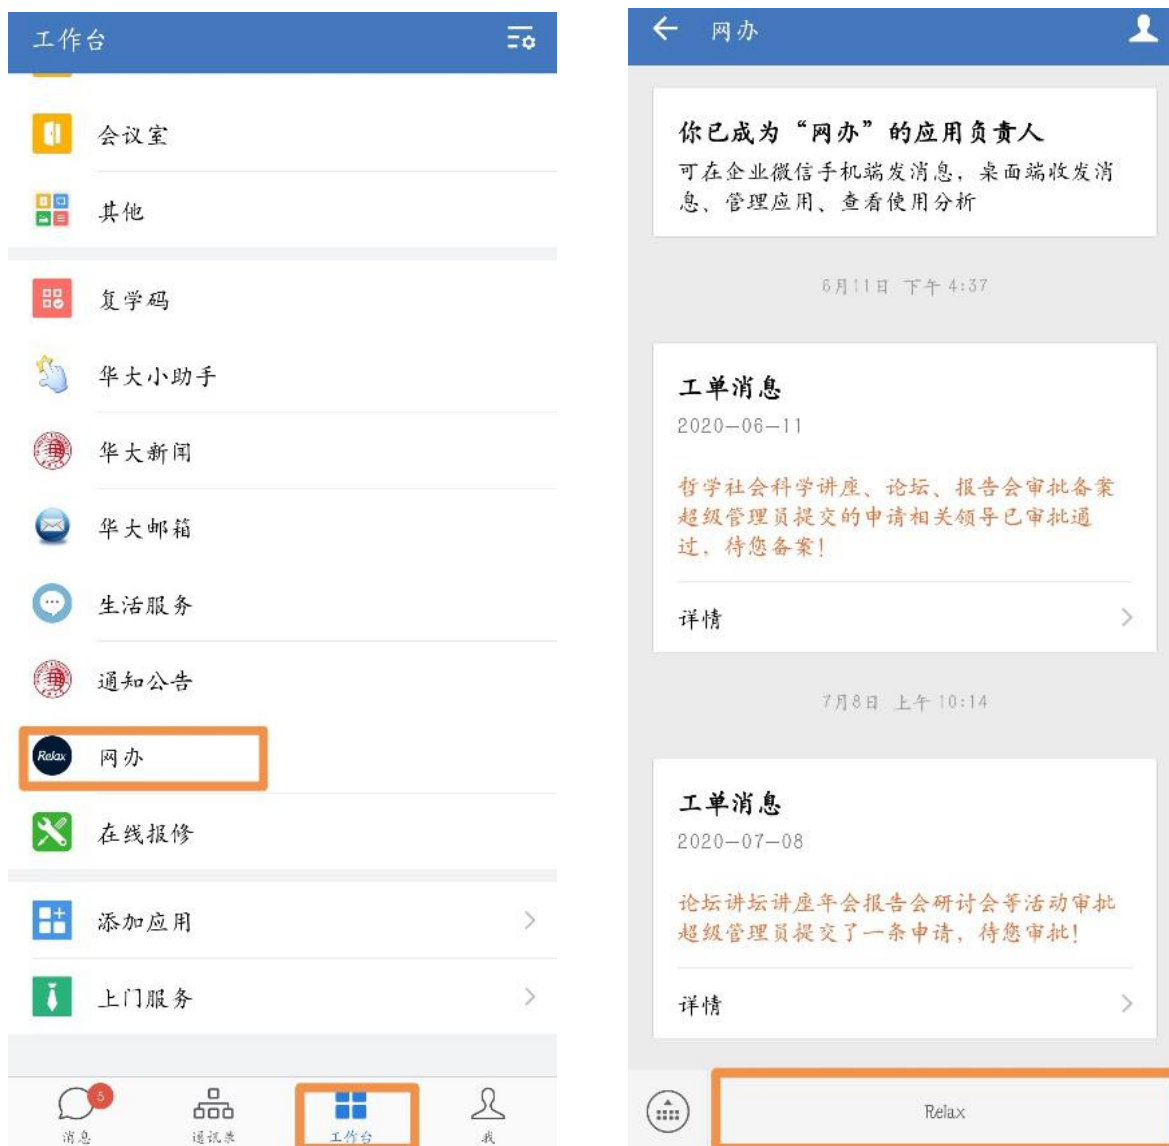 工作台
会议室
其他
复学码
华大小助手
华大新闻
华大邮箱
生活服务
通知公告
Relax
网办
在线报修
添加应用
上门服务
5
消息
通讯录
工作台
我
网办
你已成为“网办”的应用负责人
可在企业微信手机端发消息，桌面端收发消
息、管理应用、查看使用分析
6月11日 下午4:37
工单消息
2020-06-11
哲学社会科学讲座、论坛、报告会审批备案
超级管理员提交的申请相关领导已审批通
过，待您备案!
详情
7月8日 上午10:14
工单消息
2020-07-08
论坛讲坛讲座年会报告会研讨会等活动审批
超级管理员提交了一条申请，待您审批!
详情
Relax